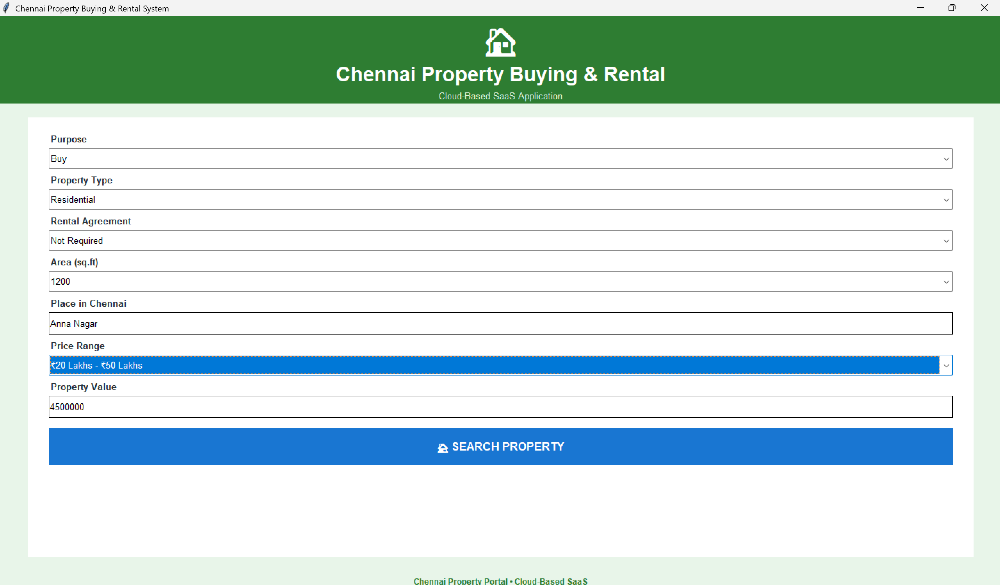 Chennai Property Buying & Rental System
Chennai Property Buying & Rental
Cloud-Based SaaS Application
Purpose
Buy
Property Type
Residential
Rental Agreement
Not Required
Area (sq.ft)
1200
Place in Chennai
Anna Nagar
Price Range
₹20 Lakhs - ₹50 Lakhs
Property Value
4500000
SEARCH PROPERTY
Chennai Property Portal • Cloud-Based SaaS